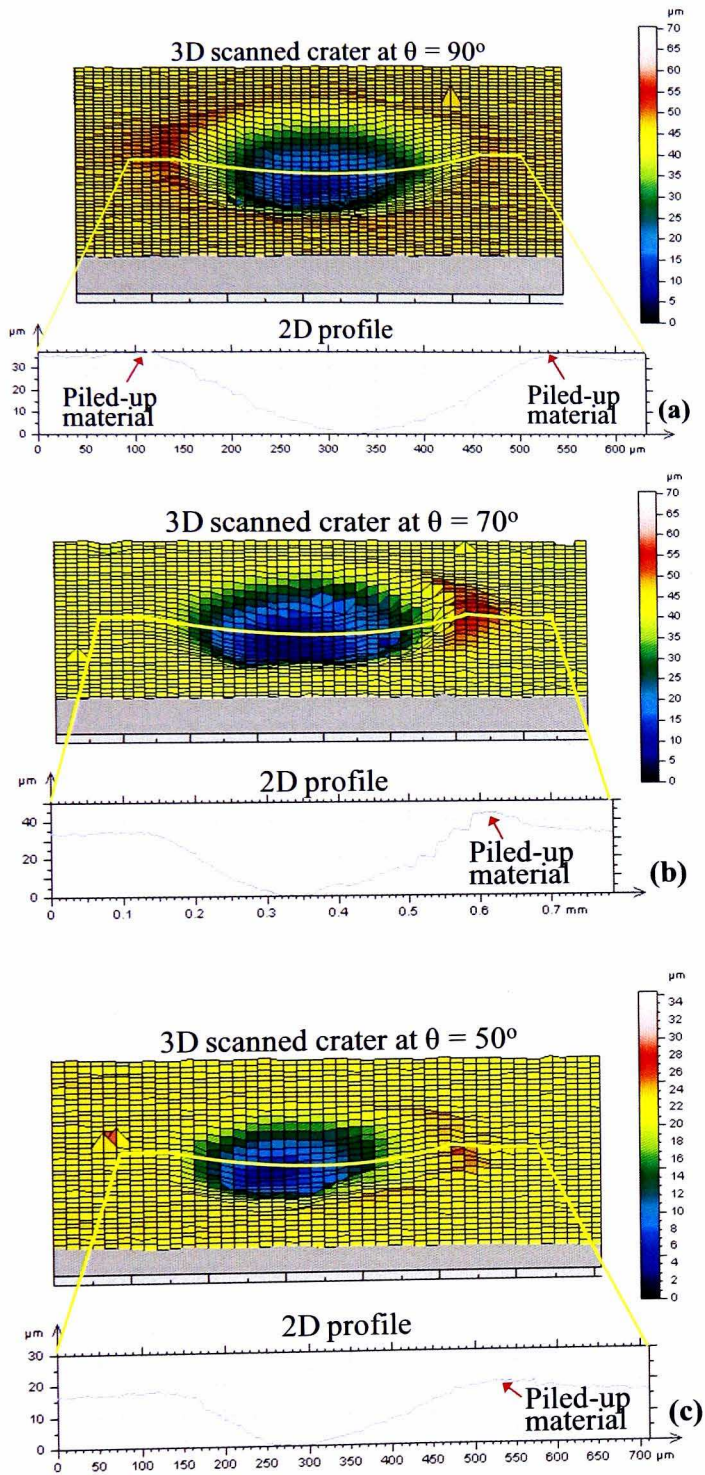 3D scanned crater at θ = 90°
µm
70
65
60
55
50
45
40
35
30
25
20
15
10
5
0
2D profile
µm
30
20
10
0
Piled-up
material
Piled-up
material
(a)
0 50 100 150 200 250 300 350 400 450 500 550 600 µm
3D scanned crater at θ = 70°
µm
70
65
60
55
50
45
40
35
30
25
20
15
10
5
0
2D profile
µm
40
20
0
Piled-up
material
(b)
0 0.1 0.2 0.3 0.4 0.5 0.6 0.7 mm
3D scanned crater at θ = 50°
µm
34
32
30
28
26
24
22
20
18
16
14
12
10
8
6
4
2
0
2D profile
µm
30
20
10
0
Piled-up
material
(c)
0 50 100 150 200 250 300 350 400 450 500 550 600 650 700 µm